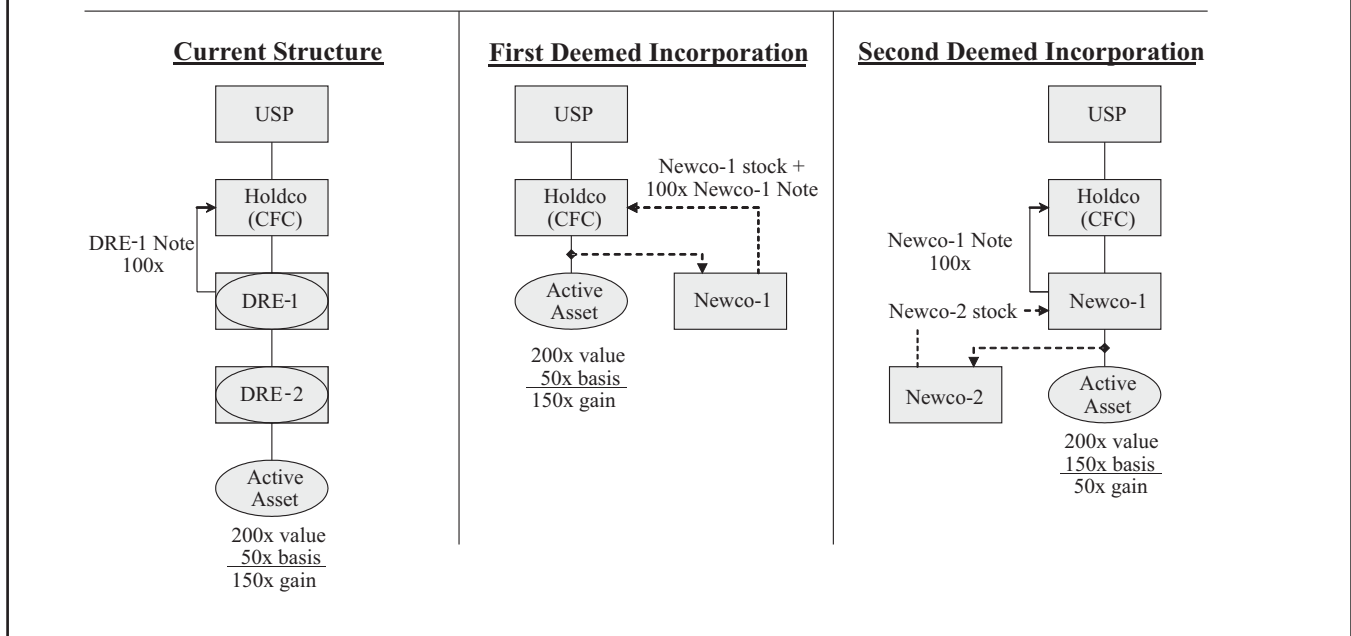 Current Structure
USP
Holdco
(CFC)
DRE-1 Note
100x
DRE-1
DRE-2
Active
Asset
200x value
50x basis
150x gain
First Deemed Incorporation
USP
Newco-1 stock +
100x Newco-1 Note
Holdco
(CFC)
Active
Asset
Newco-1
200x value
50x basis
150x gain
Second Deemed Incorporation
USP
Holdco
(CFC)
Newco-1 Note
100x
Newco-1
Newco-2 stock
Newco-2
Active
Asset
200x value
150x basis
50x gain